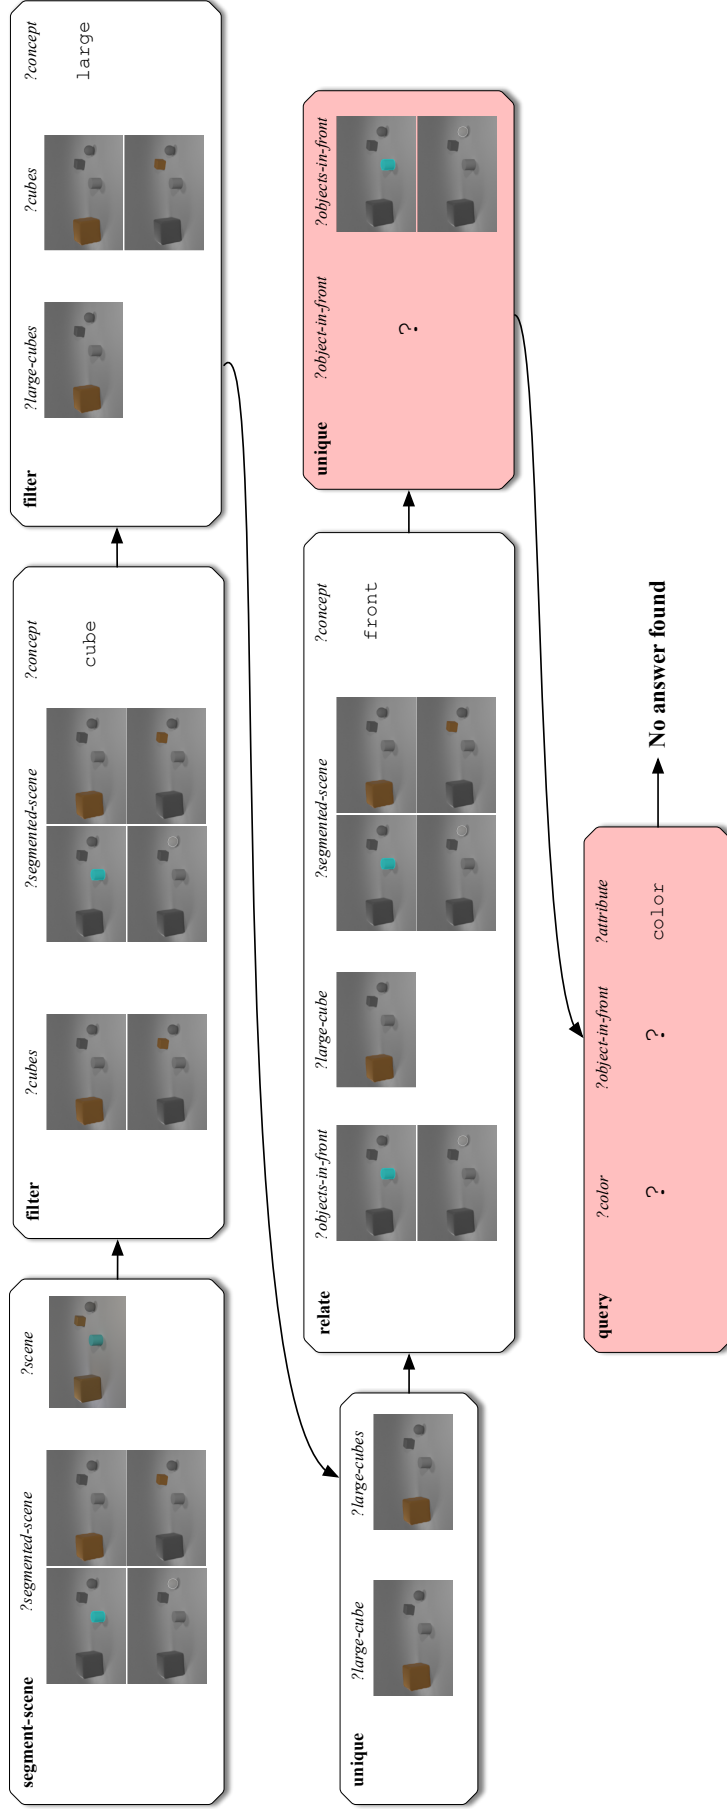 segment-scene
?segmented-scene
?scene
filter
?cubes
?segmented-scene
?concept
cube
filter
?large-cubes
?cubes
?concept
large
unique
?large-cube
?large-cubes
relate
?objects-in-front
?large-cube
?segmented-scene
?concept
front
unique
?object-in-front
?objects-in-front
?
query
?color
?object-in-front
?attribute
?
?
color
No answer found